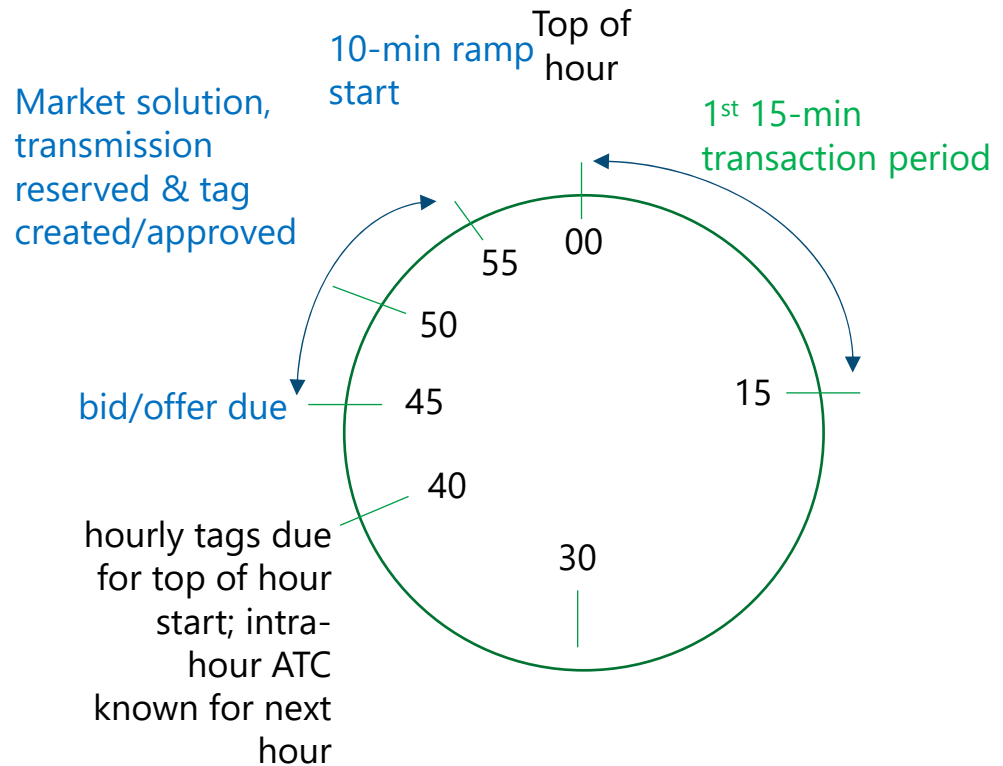 Top of
hour
10-min ramp
start
Market solution,
transmission
reserved & tag
created/approved
1st 15-min
transaction period
00
55
50
45
bid/offer due
15
40
hourly tags due
for top of hour
start; intra-
hour ATC
known for next
hour
30